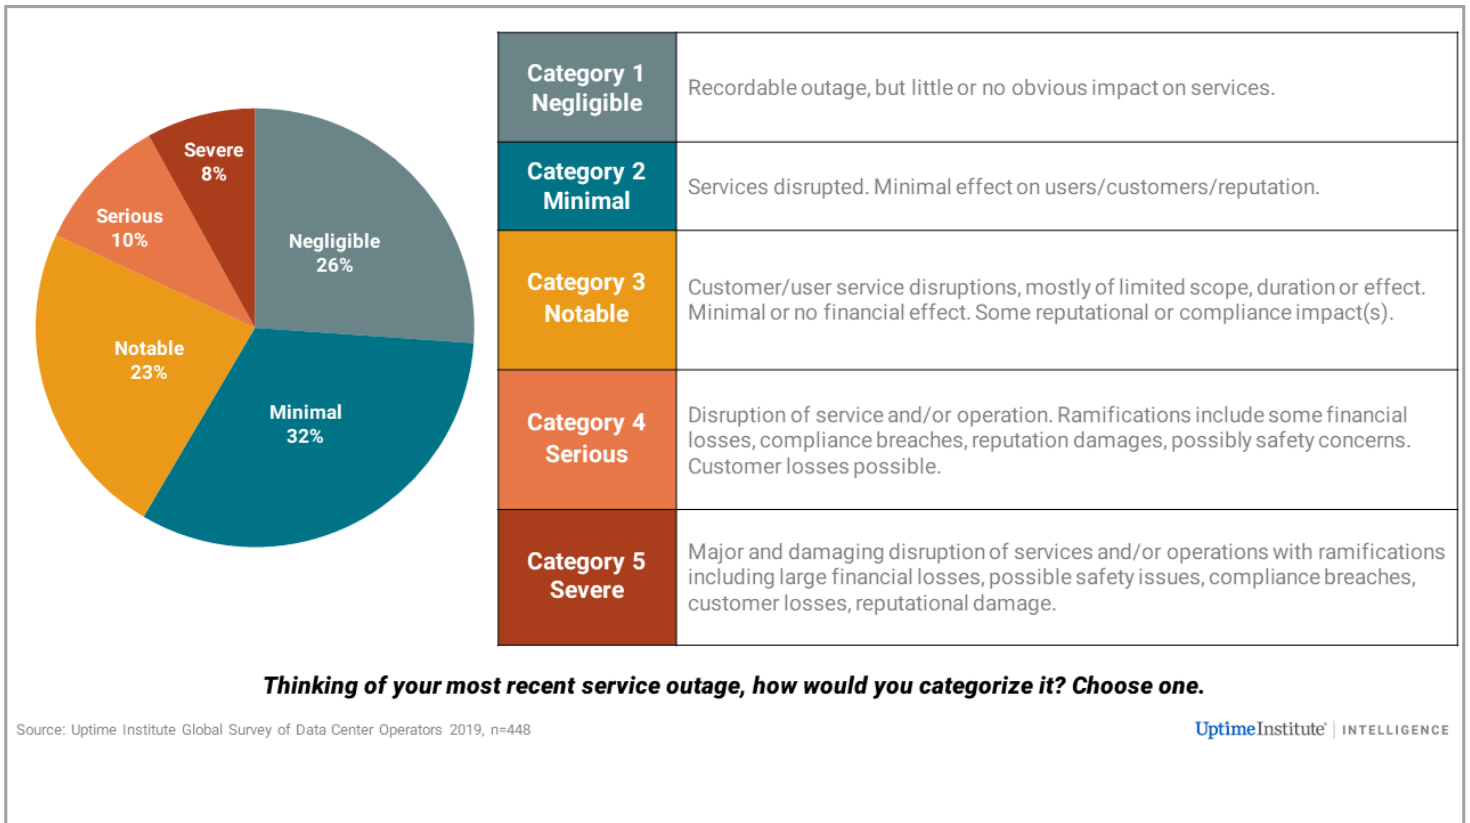 Severe
8%
Serious
10%
Negligible
26%
Notable
23%
Minimal
32%
Category 1
Negligible
Recordable outage, but little or no obvious impact on services.
Category 2
Minimal
Services disrupted. Minimal effect on users/customers/reputation.
Category 3
Notable
Customer/user service disruptions, mostly of limited scope, duration or effect.
Minimal or no financial effect. Some reputational or compliance impact(s).
Category 4
Serious
Disruption of service and/or operation. Ramifications include some financial
losses, compliance breaches, reputation damages, possibly safety concerns.
Customer losses possible.
Category 5
Severe
Major and damaging disruption of services and/or operations with ramifications
including large financial losses, possible safety issues, compliance breaches,
customer losses, reputational damage.
Thinking of your most recent service outage, how would you categorize it? Choose one.
Source: Uptime Institute Global Survey of Data Center Operators 2019, n=448
UptimeInstitute® | INTELLIGENCE